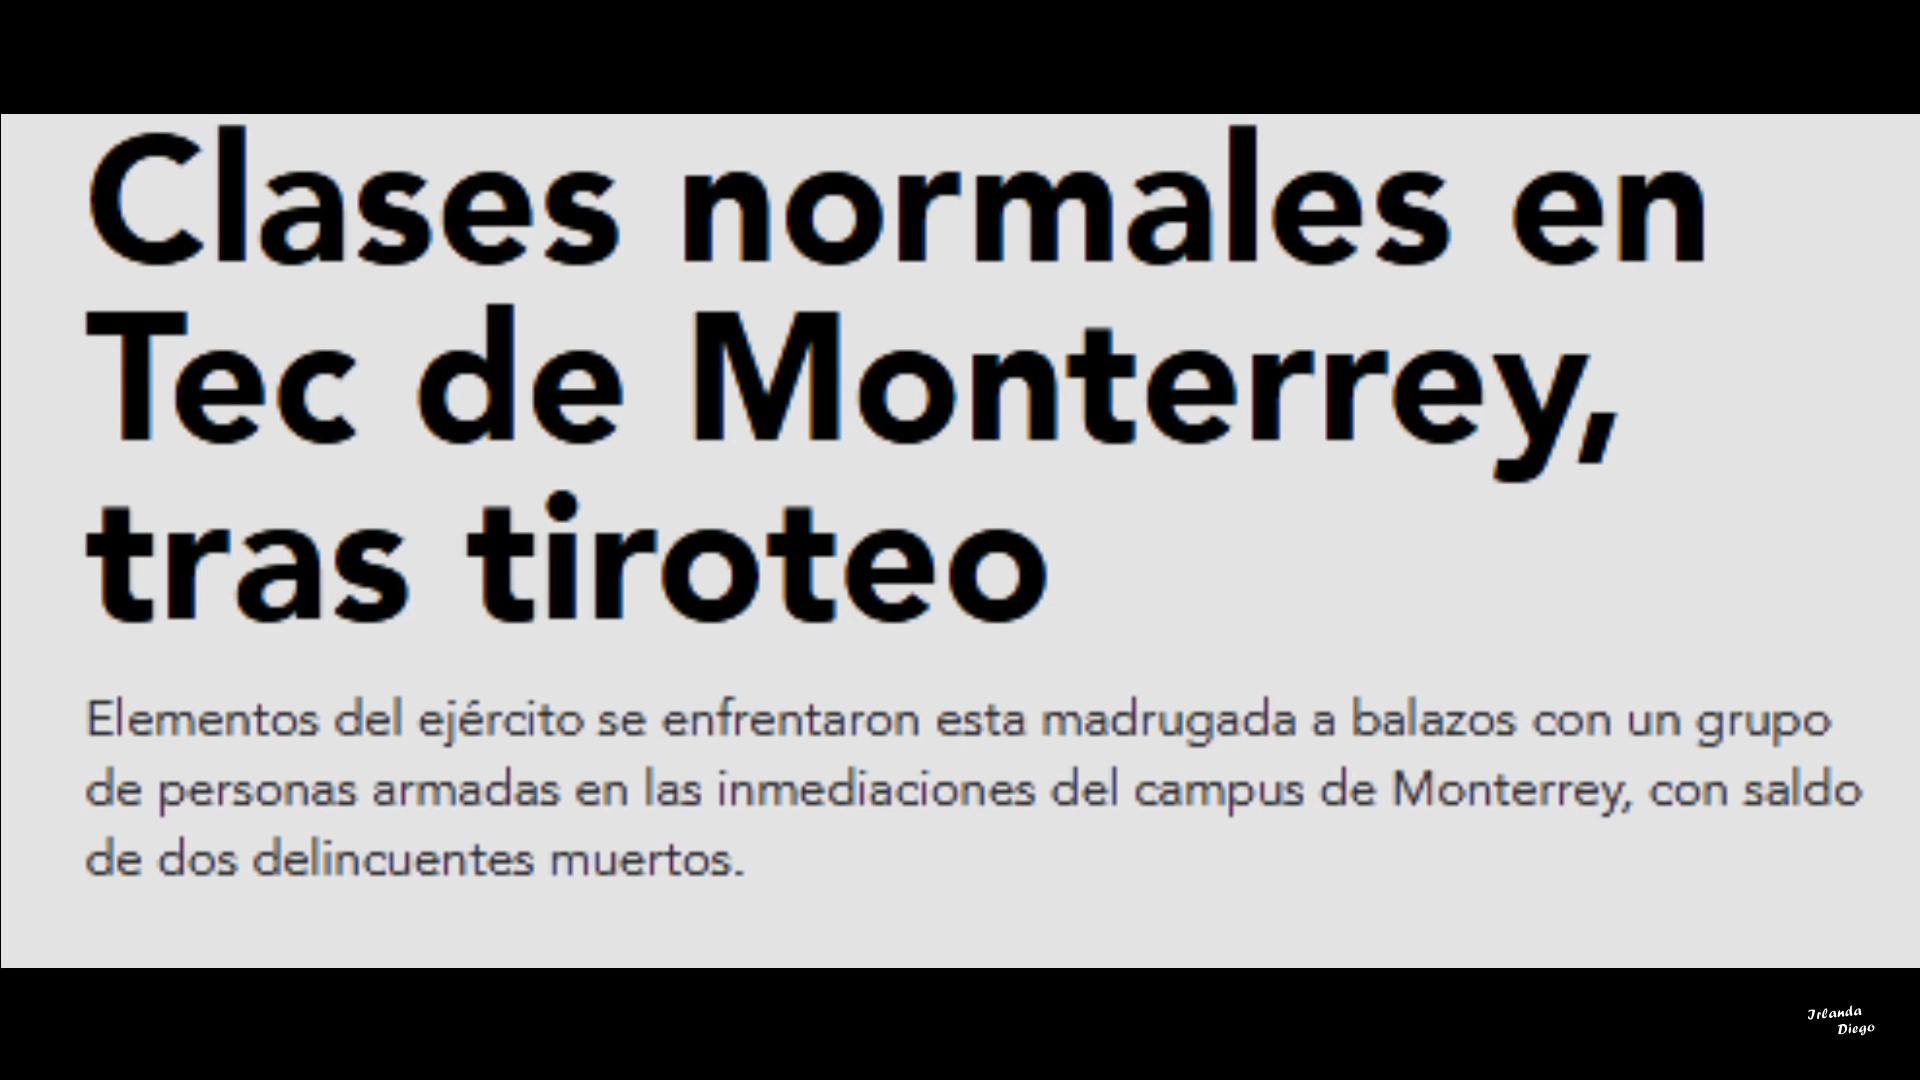 Clases normales en
Tec de Monterrey,
tras tiroteo
Elementos del ejército se enfrentaron esta madrugada a balazos con un grupo
de personas armadas en las inmediaciones del campus de Monterrey, con saldo
de dos delincuentes muertos.
Irlanda
Diego